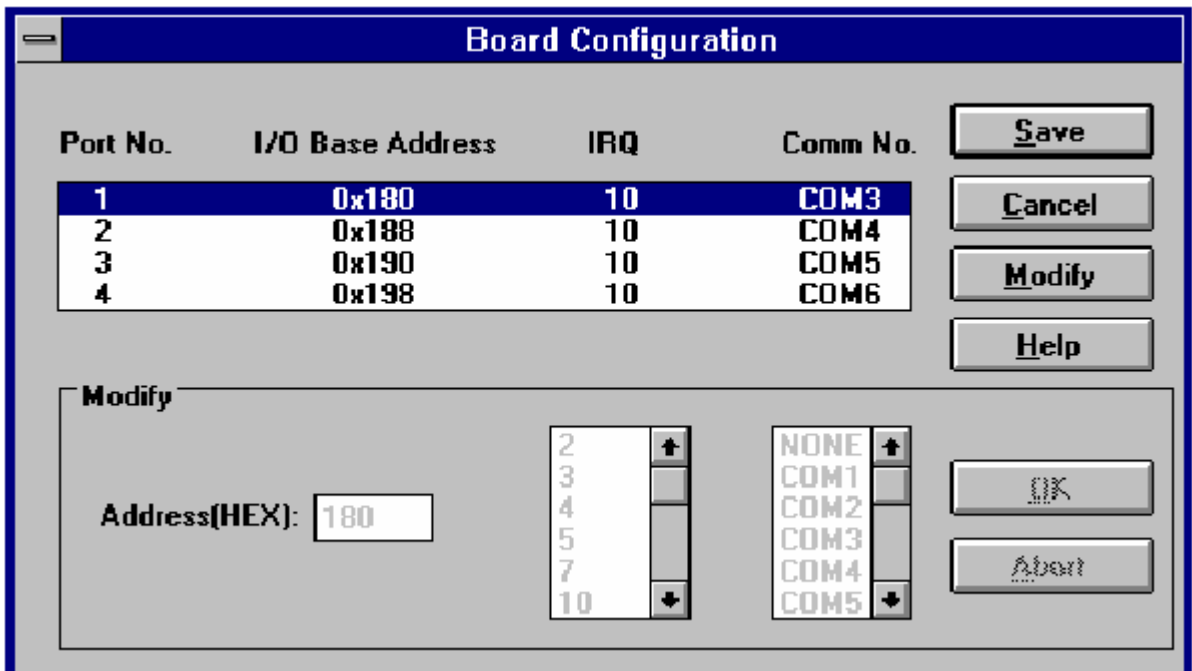 Board Configuration
Port No. I/O Base Address IRQ Comm No.
1 0x180 10 COM3
2 0x188 10 COM4
3 0x190 10 COM5
4 0x198 10 COM6
Save
Cancel
Modify
Help
Modify
Address(HEX): 180
2
3
4
5
7
10
NONE
COM1
COM2
COM3
COM4
COM5
OK
Abort